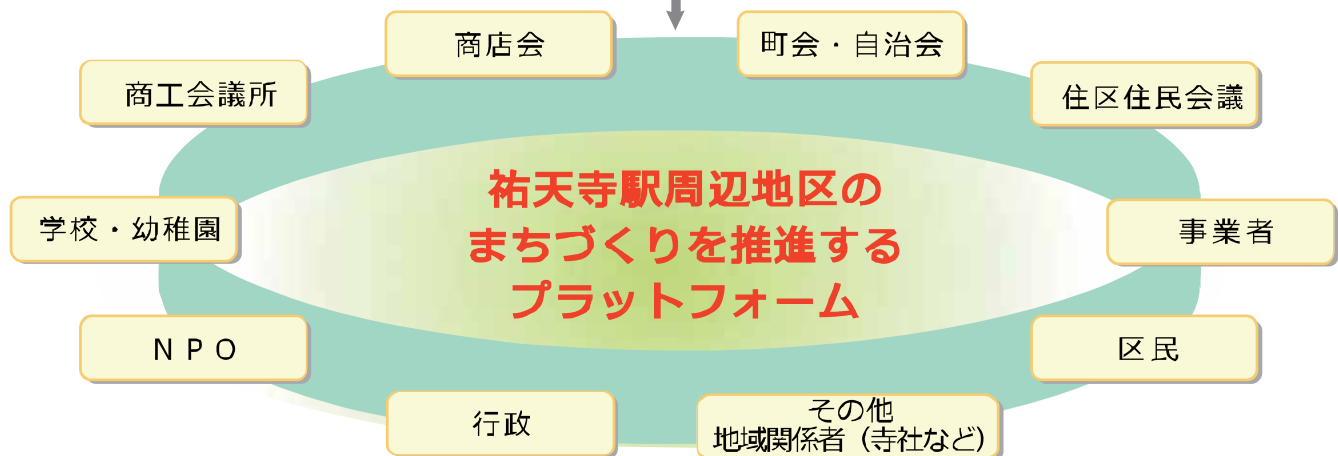 商店会
町会・自治会
商工会議所
住区住民会議
祐天寺駅周辺地区の
まちづくりを推進する
プラットフォーム
学校・幼稚園
事業者
ＮＰＯ
区民
行政
その他
地域関係者（寺社など）